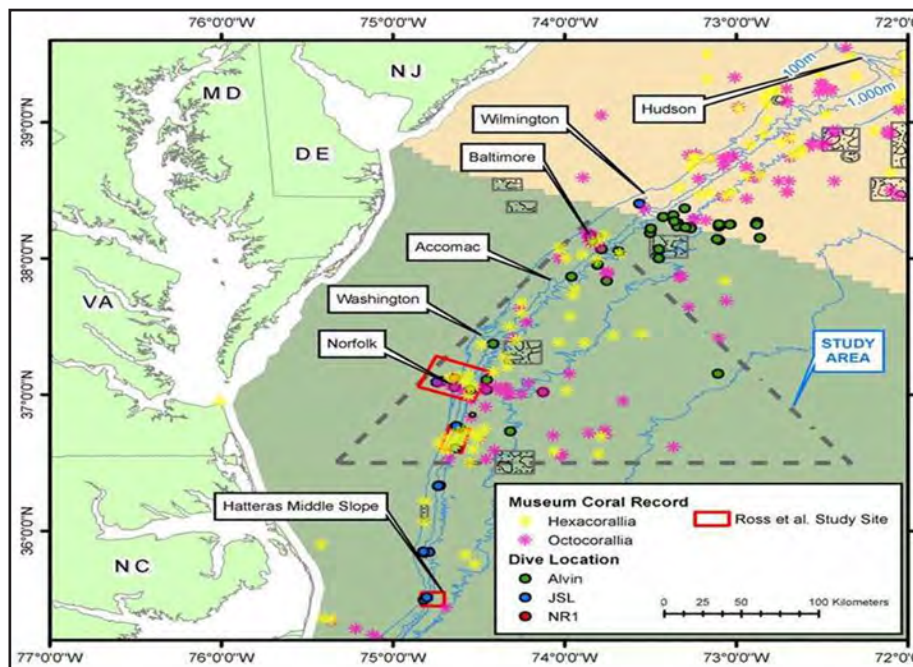 76°0'0"W 75°0'0"W 74°0'0"W 73°0'0"W 72°0'0"W
NJ
MD
DE
VA
NC
39°0'0"N
38°0'0"N
37°0'0"N
36°0'0"N
100m
1,000m
Hudson
Wilmington
Baltimore
Accomac
Washington
Norfolk
STUDY
AREA
Hatteras Middle Slope
Museum Coral Record
Hexacorallia
Octocorallia
Ross et al. Study Site
Dive Location
Alvin
JSL
NR1
0 25 50 75 100 Kilometers
77°0'0"W 76°0'0"W 75°0'0"W 74°0'0"W 73°0'0"W 72°0'0"W